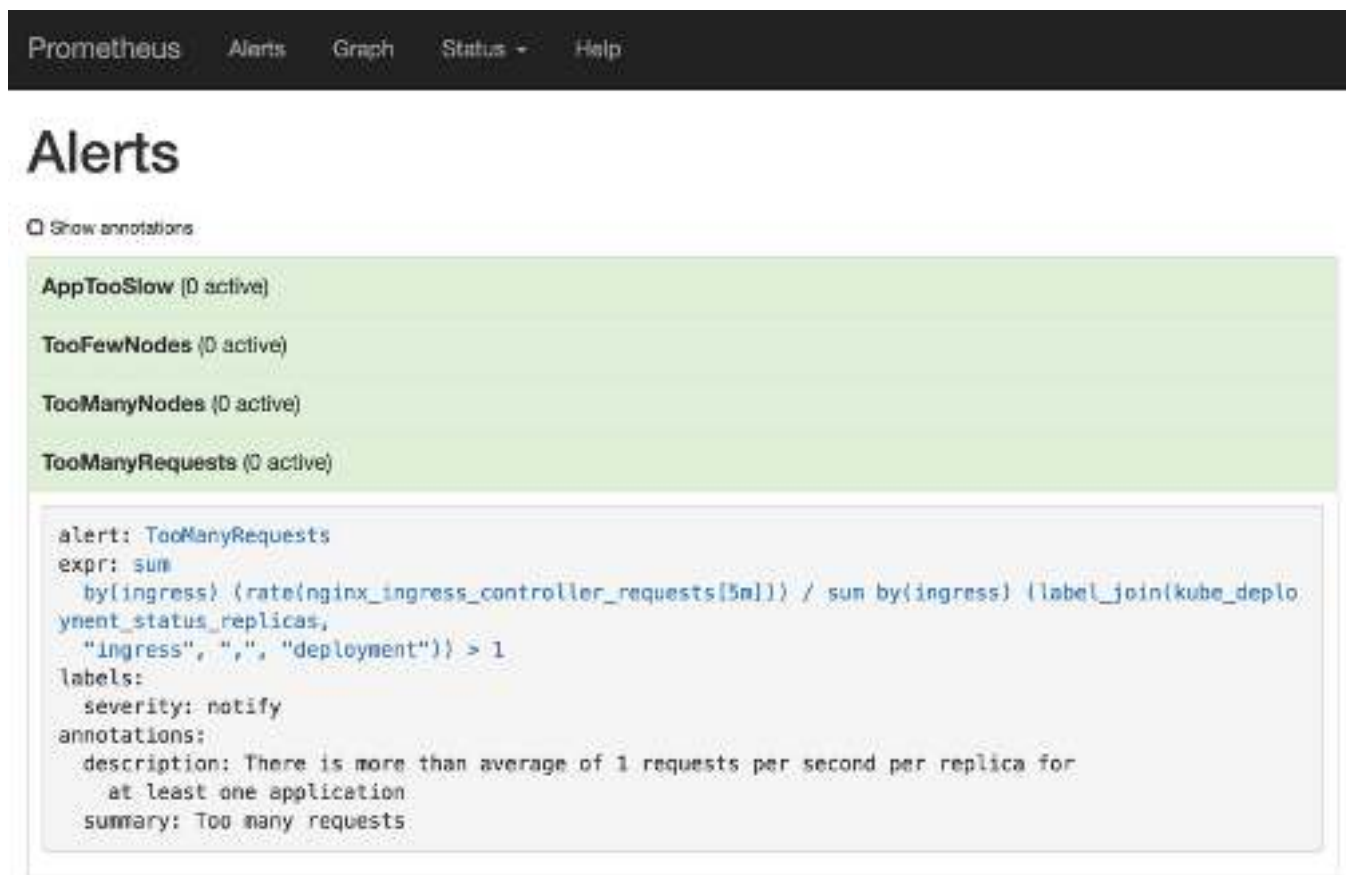 Prometheus Alerts Graph Status Help
Alerts
Show annotations
AppTooSlow (0 active)
TooFewNodes (0 active)
TooManyNodes (0 active)
TooManyRequests (0 active)
alert: TooManyRequests
expr: sum
by(ingress) (rate(nginx_ingress_controller_requests[5m])) / sum by(ingress) (label_join(kube_deplo
yment_status_replicas,
"ingress", ",", "deployment")) > 1
labels:
severity: notify
annotations:
description: There is more than average of 1 requests per second per replica for
at least one application
summary: Too many requests